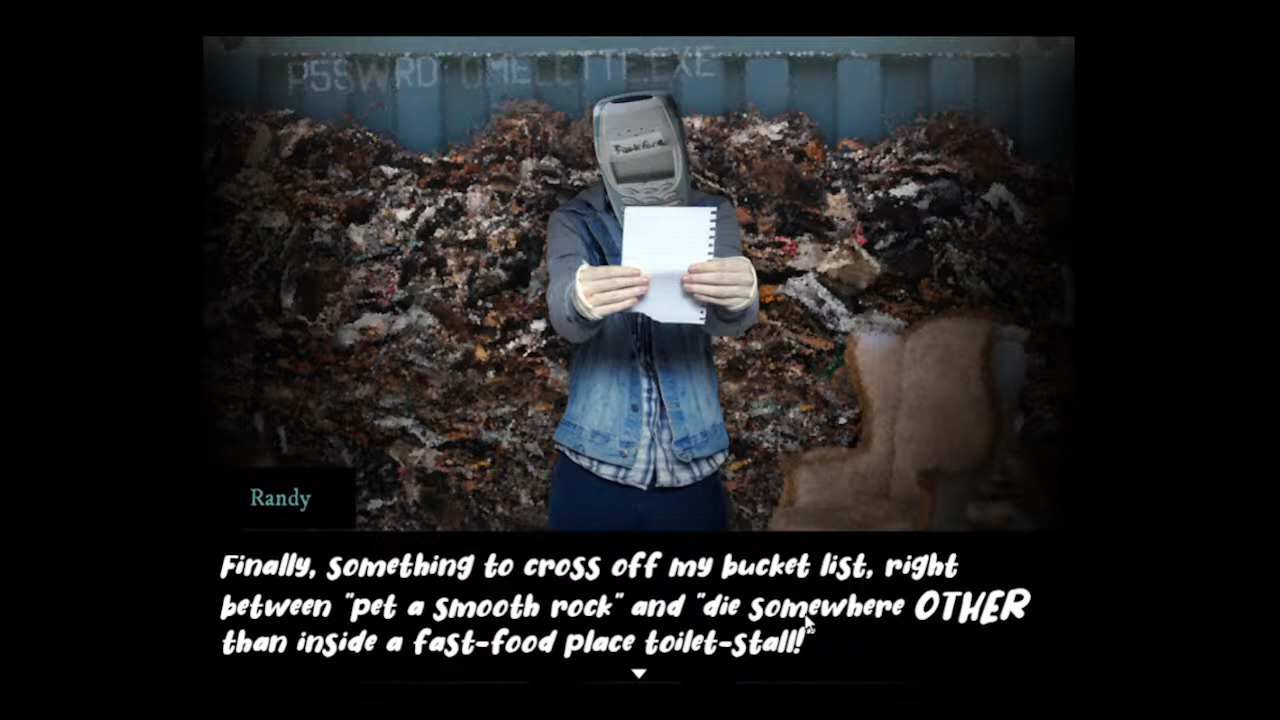 P55WRD OMELETTE.EXE
Randy
Finally, something to cross off my bucket list, right
between "pet a smooth rock" and "die somewhere OTHER
than inside a fast-food place toilet-stall!"